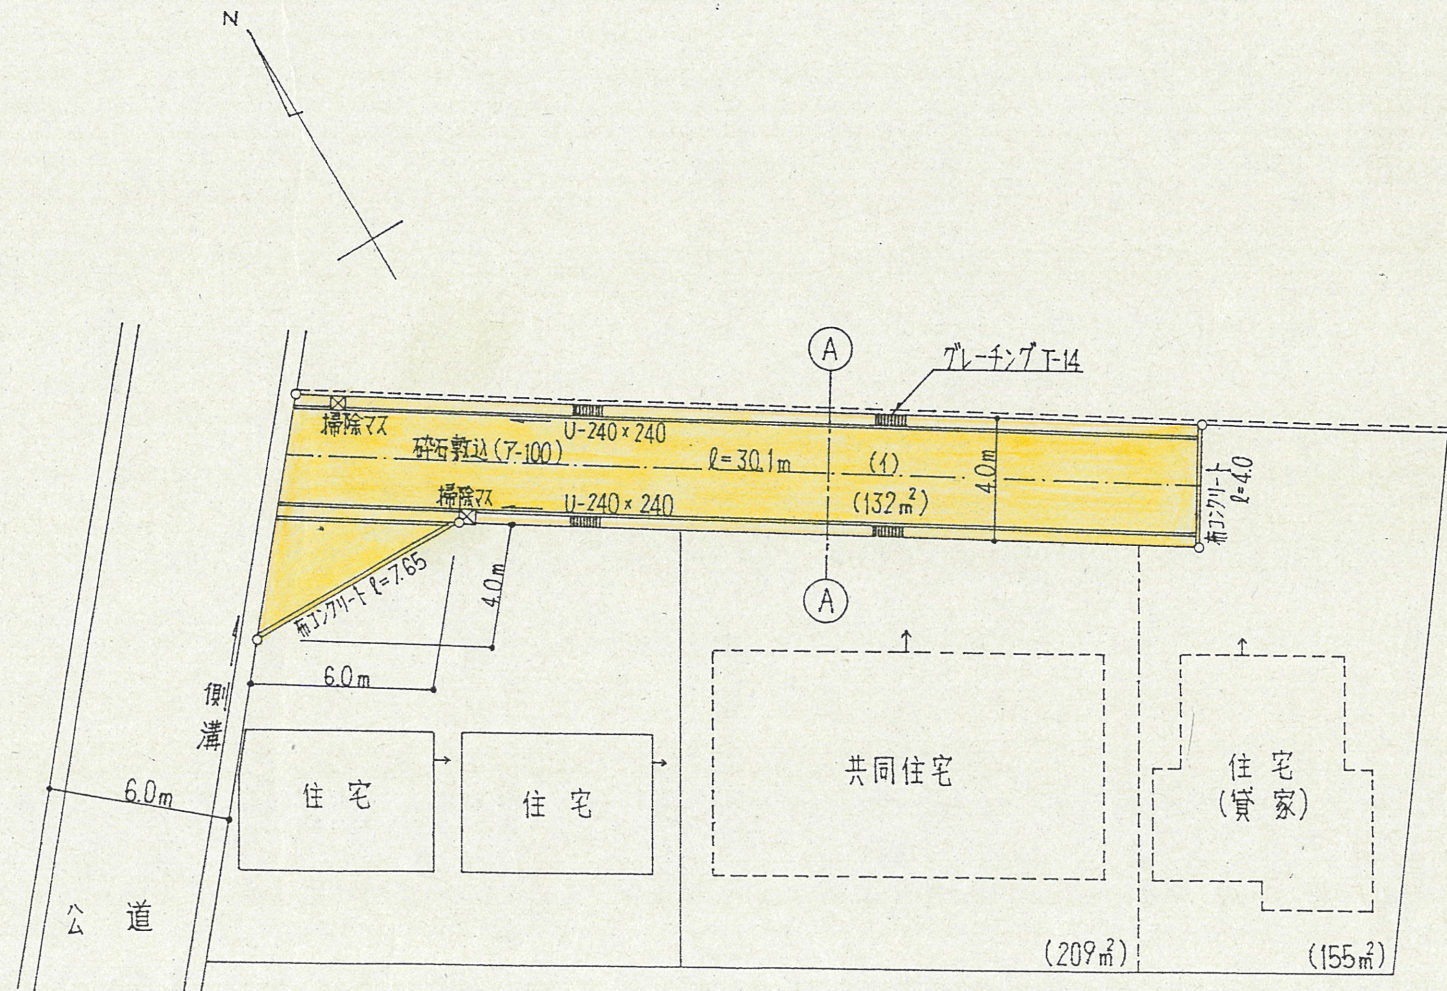 N
A
グレーチングT-14
掃除マス
U-240×240
砕石敷込(ア-100)
ℓ=30.1m
(イ)
4.0m
布コンクリート
ℓ=4.0
掃除マス
U-240×240
(132㎡)
布コンクリート ℓ=7.65
4.0m
A
6.0m
側溝
6.0m
住宅
住宅
共同住宅
住宅
(貸家)
公道
(209㎡)
(155㎡)